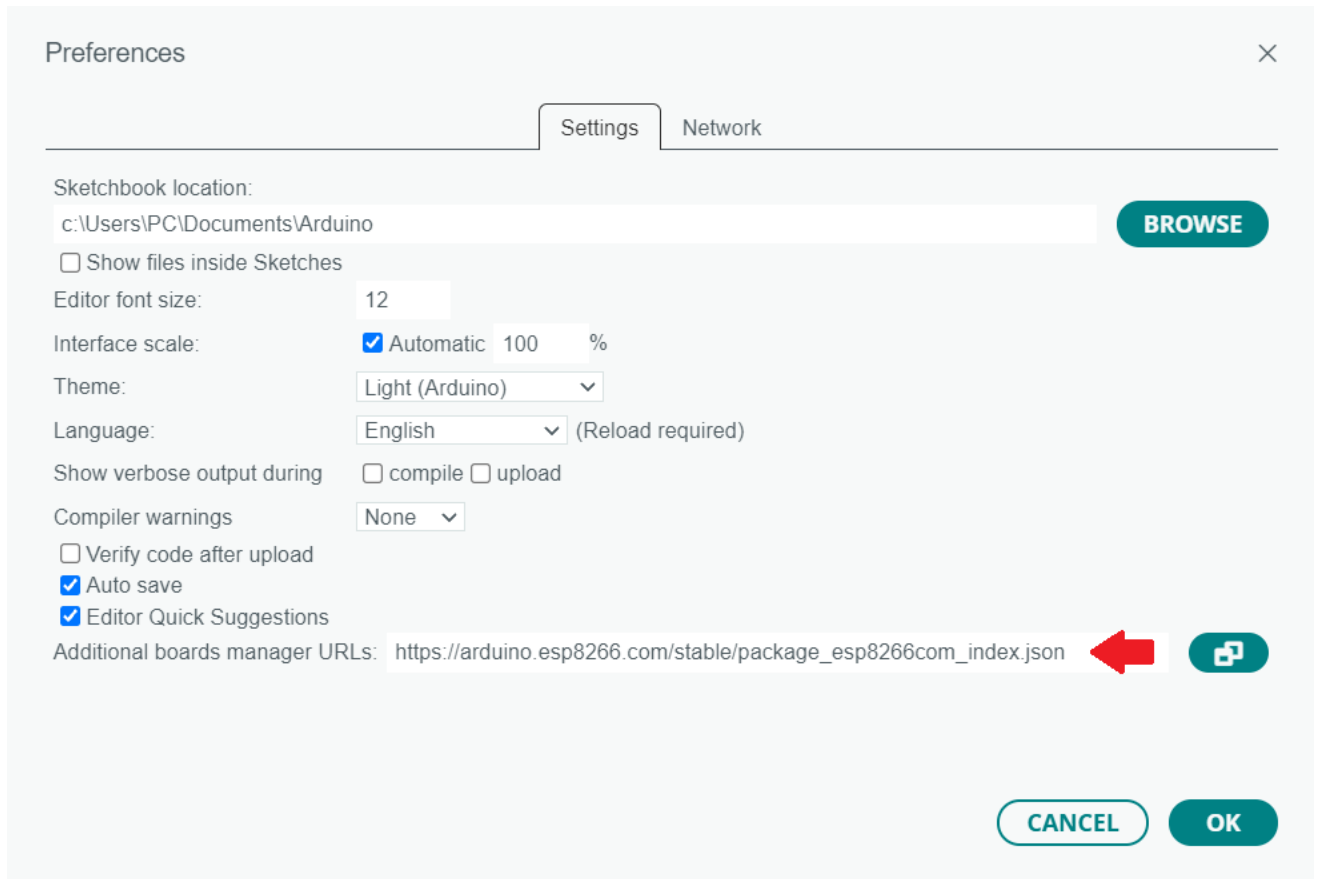 Preferences
Settings Network
Sketchbook location:
c:\Users\PC\Documents\Arduino BROWSE
Show files inside Sketches
Editor font size: 12
Interface scale: Automatic 100 %
Theme: Light (Arduino)
Language: English (Reload required)
Show verbose output during compile upload
Compiler warnings None
Verify code after upload
Auto save
Editor Quick Suggestions
Additional boards manager URLs: https://arduino.esp8266.com/stable/package_esp8266com_index.json
CANCEL OK